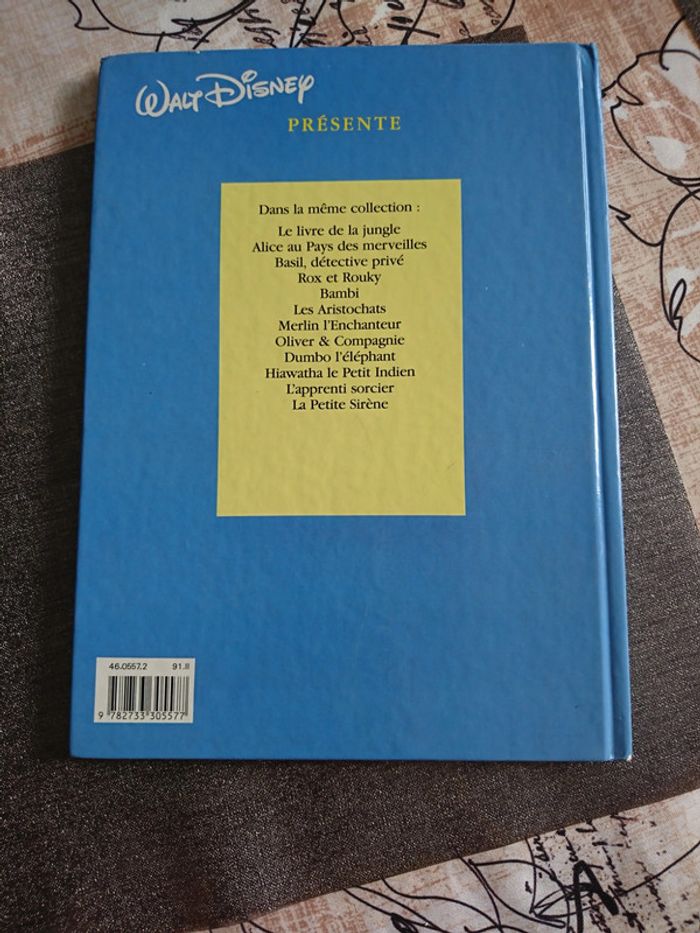 WALT DISNEY
PRÉSENTE
Dans la même collection :
Le livre de la jungle
Alice au Pays des merveilles
Basil, détective privé
Rox et Rouky
Bambi
Les Aristochats
Merlin l'Enchanteur
Oliver & Compagnie
Dumbo l'éléphant
Hiawatha le Petit Indien
L'apprenti sorcier
La Petite Sirène
46.0557.2 91.II
9 782733 305577